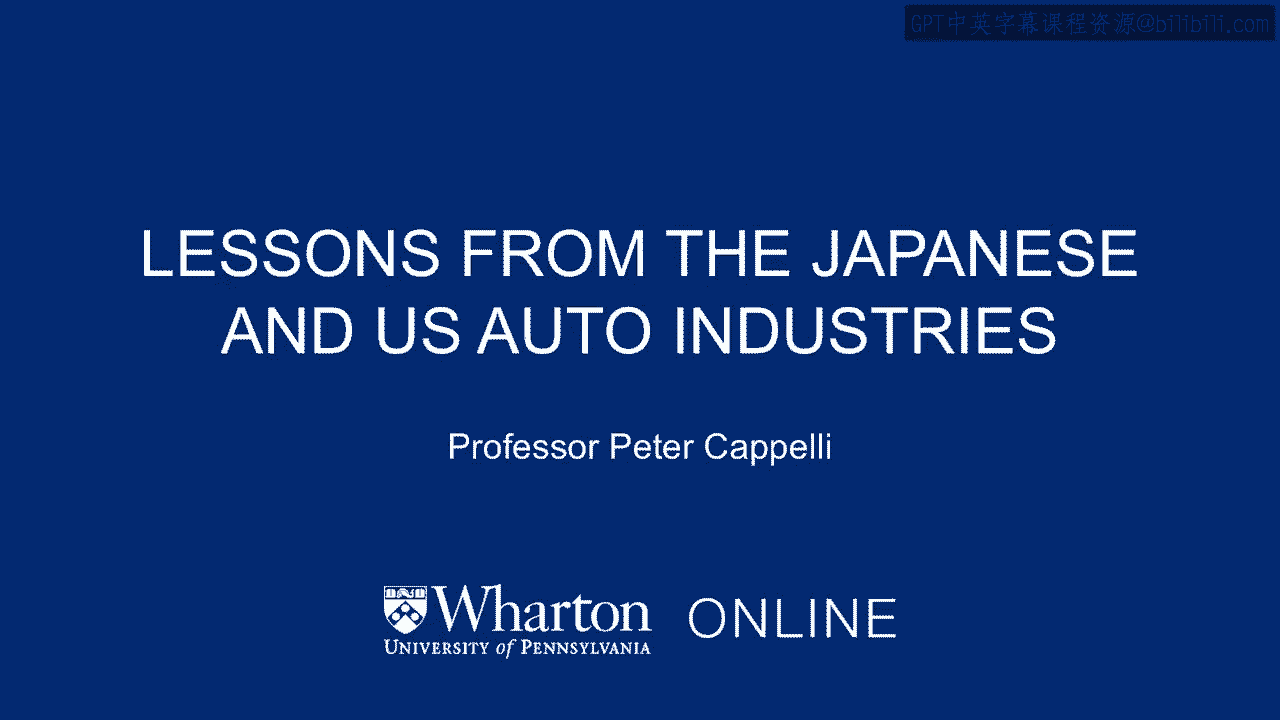 GPT中英字幕课程资源@bilibili.com
LESSONS FROM THE JAPANESE
AND US AUTO INDUSTRIES
Professor Peter Cappelli
Wharton ONLINE
UNIVERSITY of PENNSYLVANIA